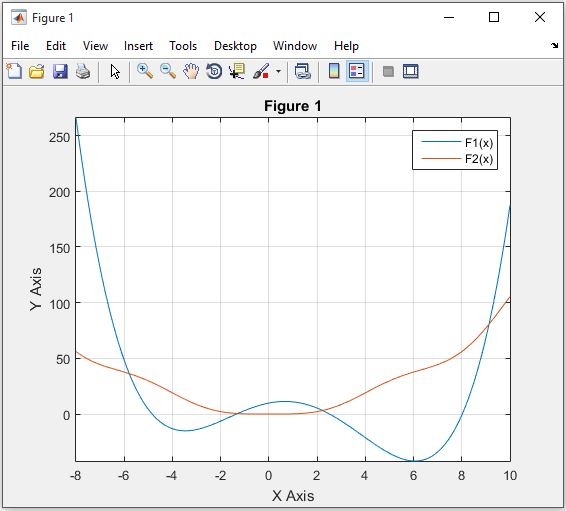 Figure 1
File Edit View Insert Tools Desktop Window Help
Figure 1
F1(x)
F2(x)
250
200
150
100
50
0
Y Axis
-8 -6 -4 -2 0 2 4 6 8 10
X Axis